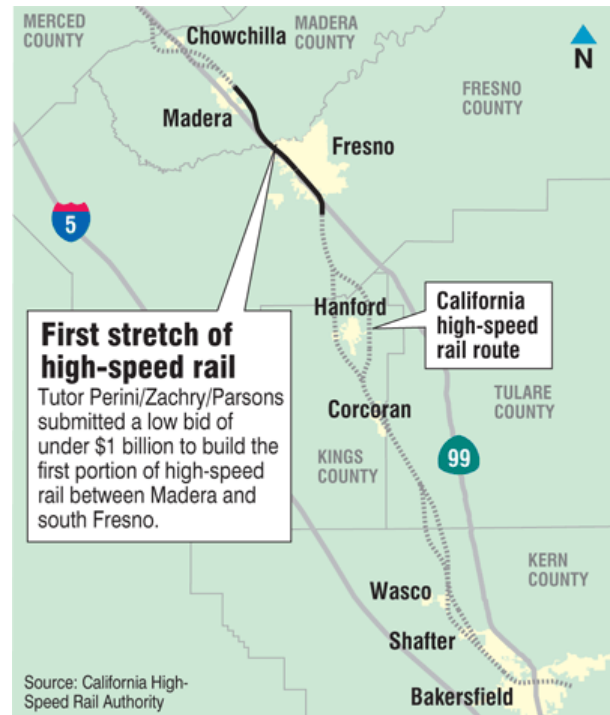 MERCED
COUNTY
Chowchilla
MADERA
COUNTY
N
FRESNO
COUNTY
Madera
Fresno
5
Hanford
California
high-speed
rail route
First stretch of
high-speed rail
Tutor Perini/Zachry/Parsons
submitted a low bid of
under $1 billion to build the
first portion of high-speed
rail between Madera and
south Fresno.
Corcoran
TULARE
COUNTY
KINGS
COUNTY
99
KERN
COUNTY
Wasco
Shafter
Bakersfield
Source: California High-
Speed Rail Authority